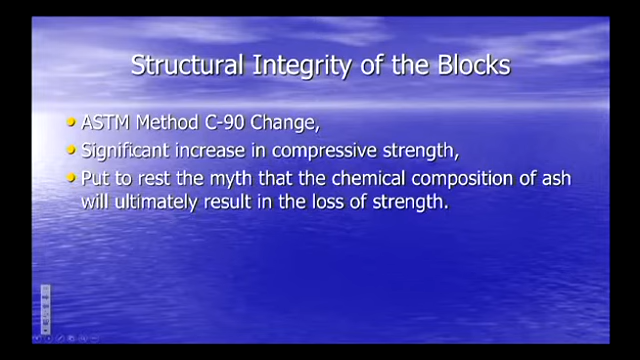 Structural Integrity of the Blocks
ASTM Method C-90 Change,
Significant increase in compressive strength,
Put to rest the myth that the chemical composition of ash
will ultimately result in the loss of strength.